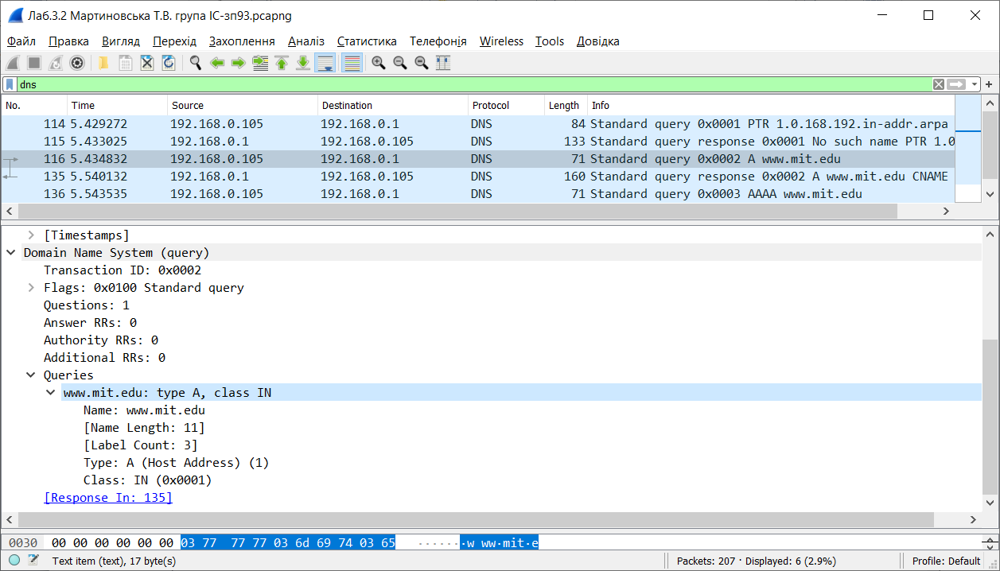 Лаб.3.2 Мартиновська Т.В. група ІС-зп93.pcapng
Файл Правка Вигляд Перехід Захоплення Аналіз Статистика Телефонія Wireless Tools Довідка
dns
No. Time Source Destination Protocol Length Info
114 5.429272 192.168.0.105 192.168.0.1 DNS 84 Standard query 0x0001 PTR 1.0.168.192.in-addr.arpa
115 5.433025 192.168.0.1 192.168.0.105 DNS 133 Standard query response 0x0001 No such name PTR 1.0
116 5.434832 192.168.0.105 192.168.0.1 DNS 71 Standard query 0x0002 A www.mit.edu
135 5.540132 192.168.0.1 192.168.0.105 DNS 160 Standard query response 0x0002 A www.mit.edu CNAME
136 5.543535 192.168.0.105 192.168.0.1 DNS 71 Standard query 0x0003 AAAA www.mit.edu
[Timestamps]
Domain Name System (query)
Transaction ID: 0x0002
Flags: 0x0100 Standard query
Questions: 1
Answer RRs: 0
Authority RRs: 0
Additional RRs: 0
Queries
www.mit.edu: type A, class IN
Name: www.mit.edu
[Name Length: 11]
[Label Count: 3]
Type: A (Host Address) (1)
Class: IN (0x0001)
[Response In: 135]
0030 00 00 00 00 00 00 03 77 77 77 03 6d 69 74 03 65 ·······w ww·mit·e
Text item (text), 17 byte(s) Packets: 207 · Displayed: 6 (2.9%) Profile: Default